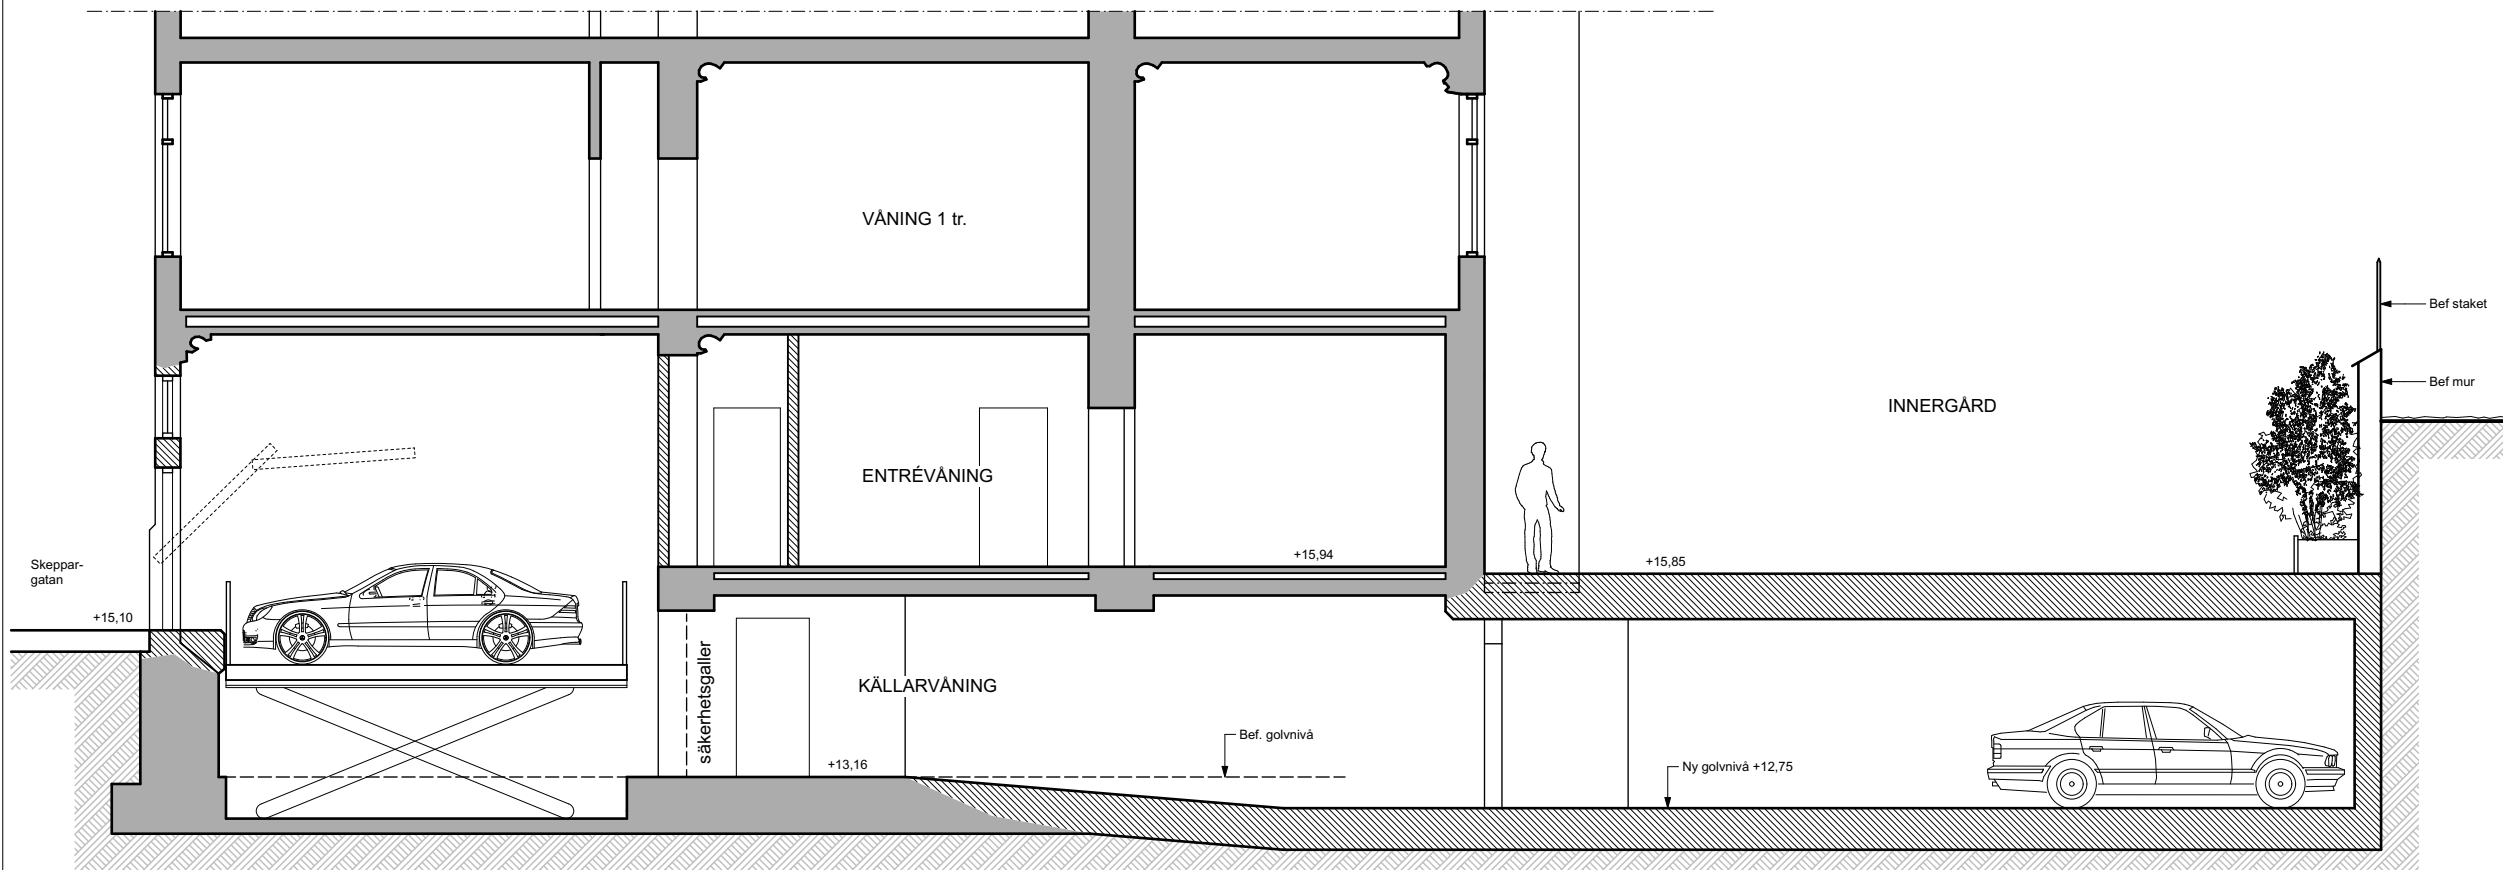 VÅNING 1 tr.
Bef staket
Bef mur
INNERGÅRD
ENTRÉVÅNING
+15,94
+15,85
Skeppar-
gatan
+15,10
säkerhetsgaller
KÄLLARVÅNING
Bef. golvnivå
+13,16
Ny golvnivå +12,75